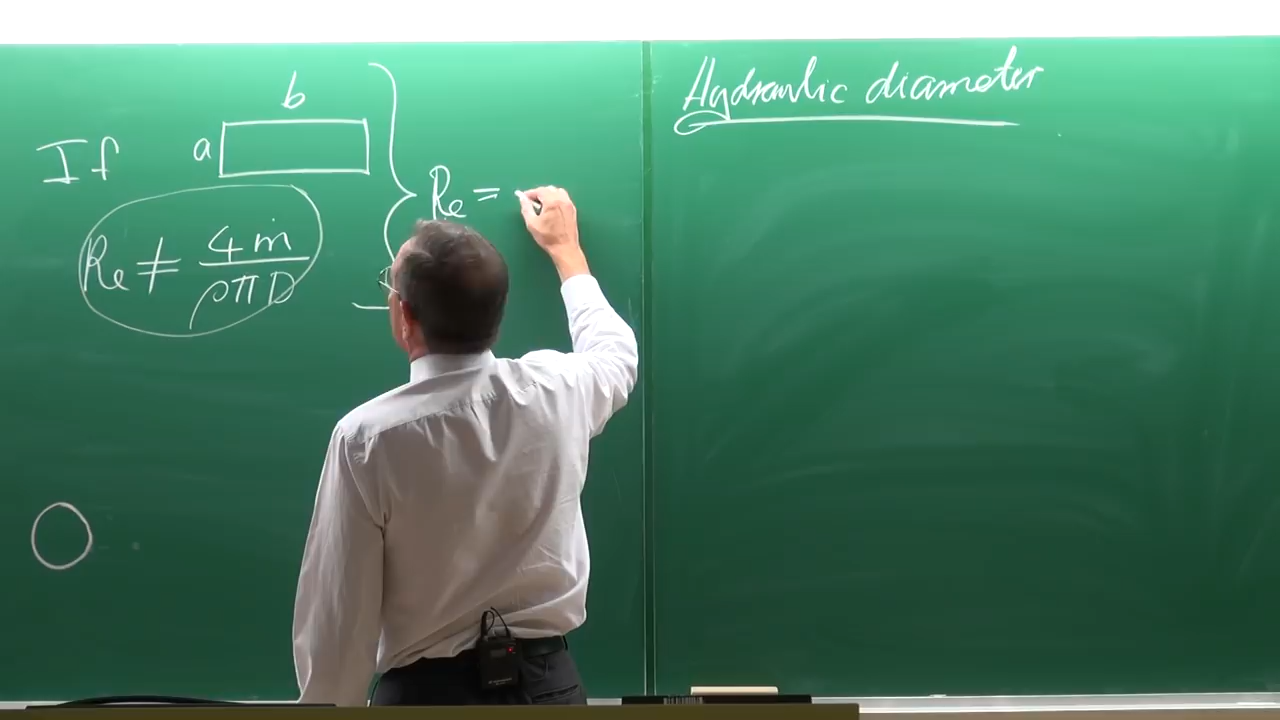 Hydraulic diameter
b
If a
Re ≠ 4ṁ / ρπD
Re =